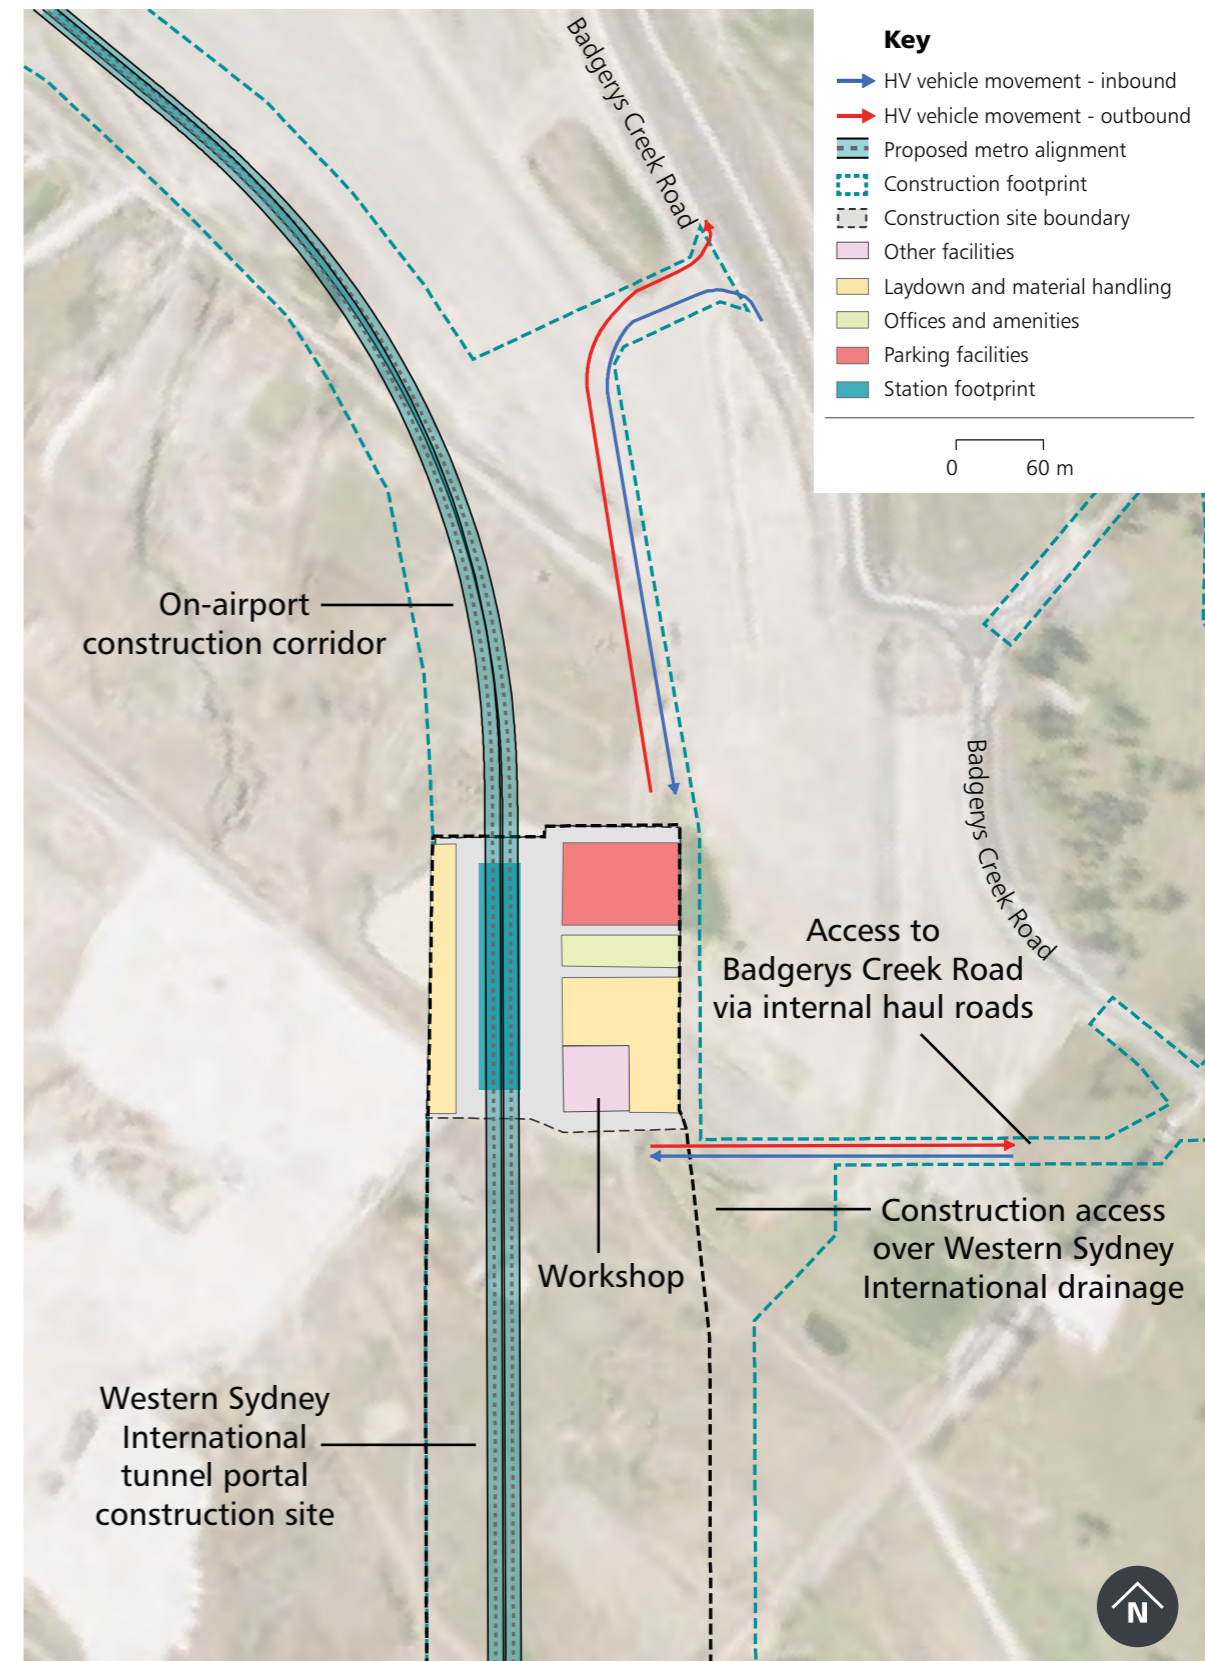 Badgerys Creek Road
Key
HV vehicle movement - inbound
HV vehicle movement - outbound
Proposed metro alignment
Construction footprint
Construction site boundary
Other facilities
Laydown and material handling
Offices and amenities
Parking facilities
Station footprint
0 60 m
On-airport
construction corridor
Badgerys Creek Road
Access to
Badgerys Creek Road
via internal haul roads
Construction access
over Western Sydney
International drainage
Workshop
Western Sydney
International
tunnel portal
construction site
N